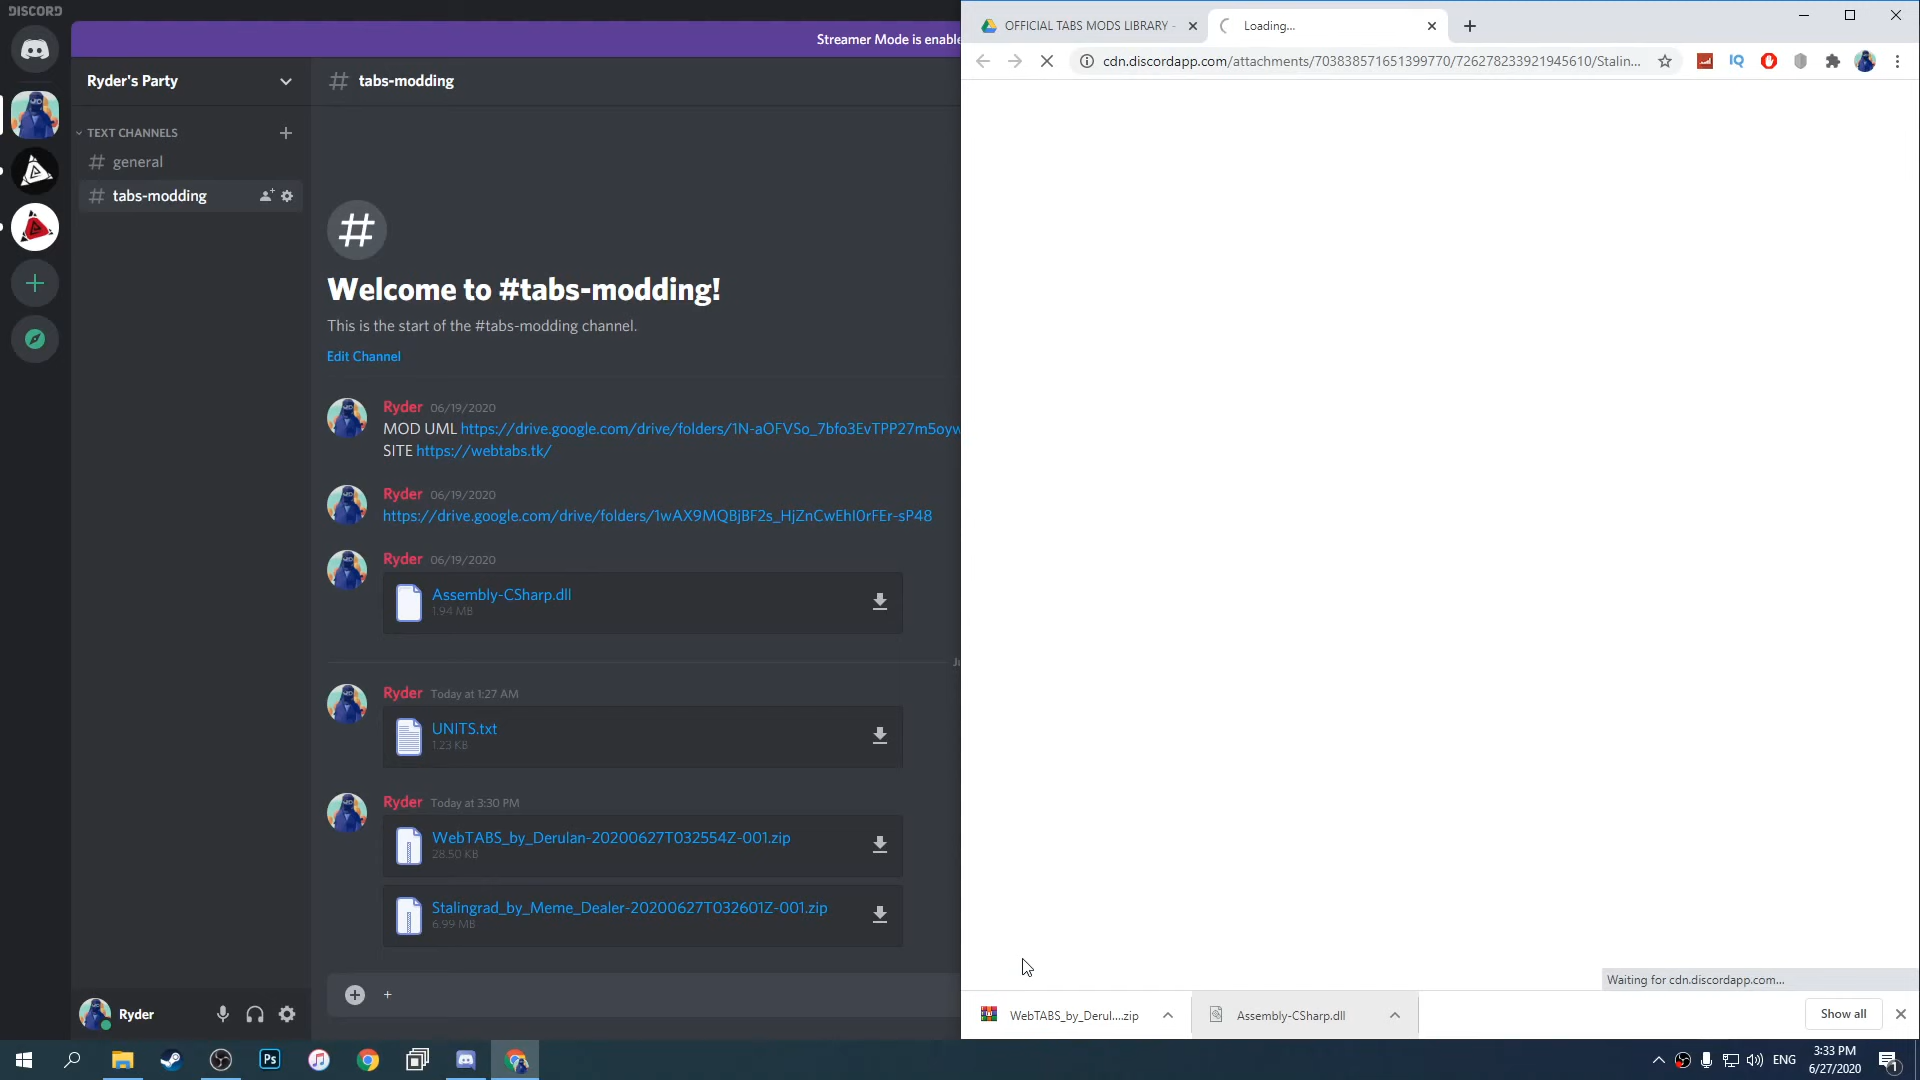 DISCORD
Streamer Mode is enable
Ryder's Party
tabs-modding
TEXT CHANNELS
general
tabs-modding
Welcome to #tabs-modding!
This is the start of the #tabs-modding channel.
Edit Channel
Ryder 06/19/2020
MOD UML https://drive.google.com/drive/folders/1N-aOFVSo_7bfo3EvTPP27m5oyw
SITE https://webtabs.tk/
Ryder 06/19/2020
https://drive.google.com/drive/folders/1wAX9MQBjBF2s_HjZnCwEhI0rFEr-sP48
Ryder 06/19/2020
Assembly-CSharp.dll
1.94 MB
Ryder Today at 1:27 AM
UNITS.txt
1.23 KB
Ryder Today at 3:30 PM
WebTABS_by_Derulan-20200627T032554Z-001.zip
28.50 KB
Stalingrad_by_Meme_Dealer-20200627T032601Z-001.zip
6.99 MB
+
Ryder
OFFICIAL TABS MODS LIBRARY -
Loading...
cdn.discordapp.com/attachments/703838571651399770/726278233921945610/Stalin...
IQ
Waiting for cdn.discordapp.com...
WebTABS_by_Derul....zip
Assembly-CSharp.dll
Show all
Ps
ENG
3:33 PM
6/27/2020
1